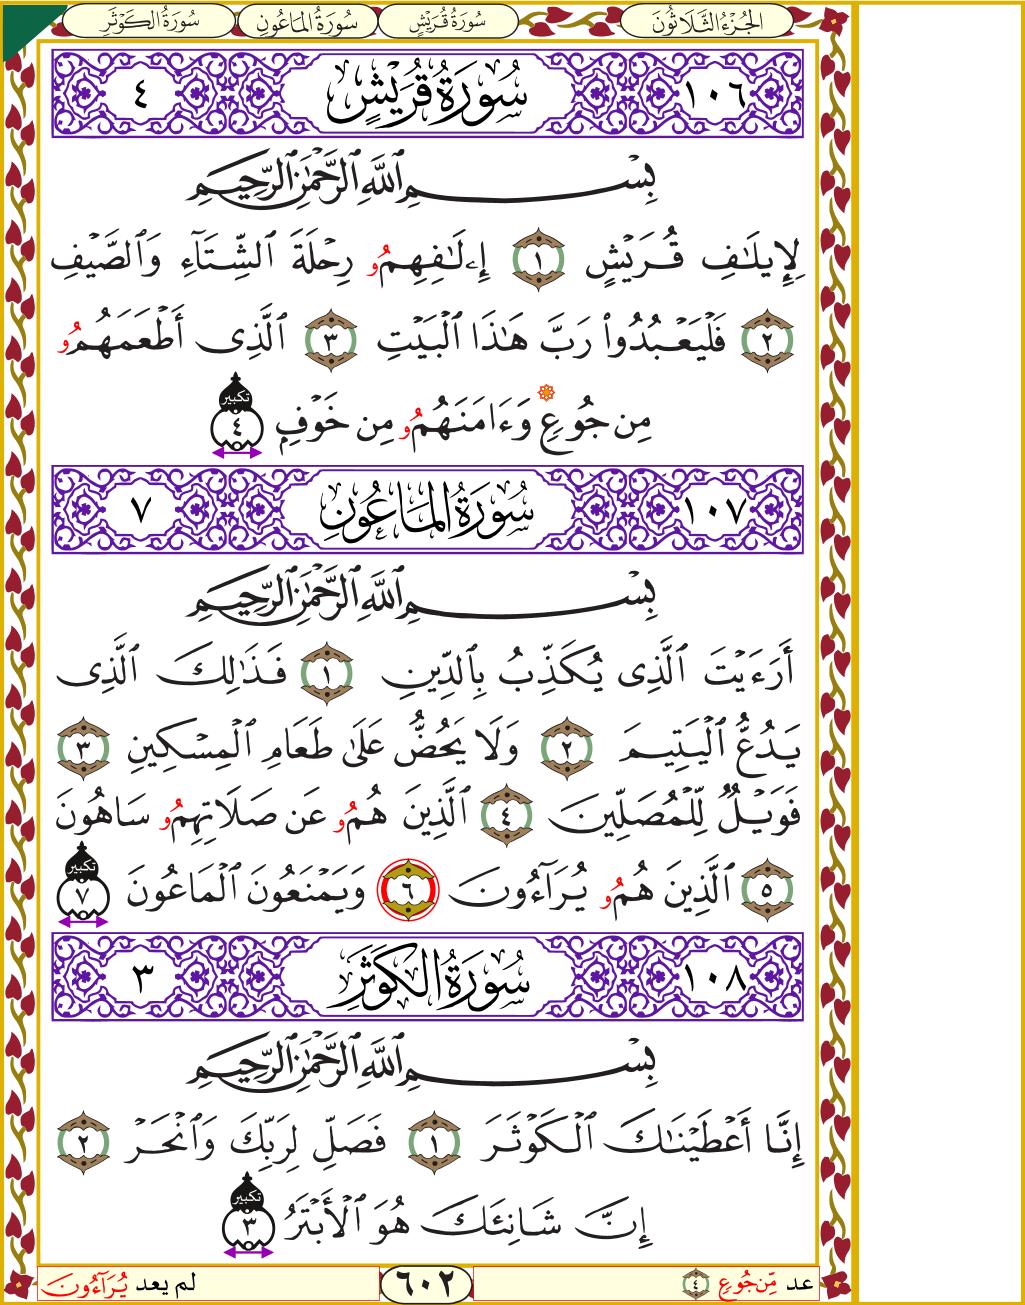 الجُزْءُ الثَّلَاثُونَ سُورَةُ قُرَيْشٍ سُورَةُ المَاعُونِ سُورَةُ الكَوْثَرِ
١٠٦ سُورَةُ قُرَيْشٍ ٤
بِسْمِ ٱللَّهِ ٱلرَّحْمَٰنِ ٱلرَّحِيمِ
لِإِيلَٰفِ قُرَيْشٍ ١ إِۦلَٰفِهِمُۥ رِحْلَةَ ٱلشِّتَآءِ وَٱلصَّيْفِ
٢ فَلْيَعْبُدُوا۟ رَبَّ هَٰذَا ٱلْبَيْتِ ٣ ٱلَّذِى أَطْعَمَهُمُۥ
مِن جُوعٍ وَءَامَنَهُمُۥ مِن خَوْفٍ تكبير ٤
١٠٧ سُورَةُ المَاعُونِ ٧
بِسْمِ ٱللَّهِ ٱلرَّحْمَٰنِ ٱلرَّحِيمِ
أَرَءَيْتَ ٱلَّذِى يُكَذِّبُ بِٱلدِّينِ ١ فَذَٰلِكَ ٱلَّذِى
يَدُعُّ ٱلْيَتِيمَ ٢ وَلَا يَحُضُّ عَلَىٰ طَعَامِ ٱلْمِسْكِينِ ٣
فَوَيْلٌ لِّلْمُصَلِّينَ ٤ ٱلَّذِينَ هُمُۥ عَن صَلَاتِهِمُۥ سَاهُونَ
٥ ٱلَّذِينَ هُمُۥ يُرَآءُونَ ٦ وَيَمْنَعُونَ ٱلْمَاعُونَ تكبير ٧
١٠٨ سُورَةُ الكَوْثَرِ ٣
بِسْمِ ٱللَّهِ ٱلرَّحْمَٰنِ ٱلرَّحِيمِ
إِنَّا أَعْطَيْنَٰكَ ٱلْكَوْثَرَ ١ فَصَلِّ لِرَبِّكَ وَٱنْحَرْ ٢
إِنَّ شَانِئَكَ هُوَ ٱلْأَبْتَرُ تكبير ٣
عد مِّن جُوعٍ ٤ ٦٠٢ لم يعد يُرَآءُونَ